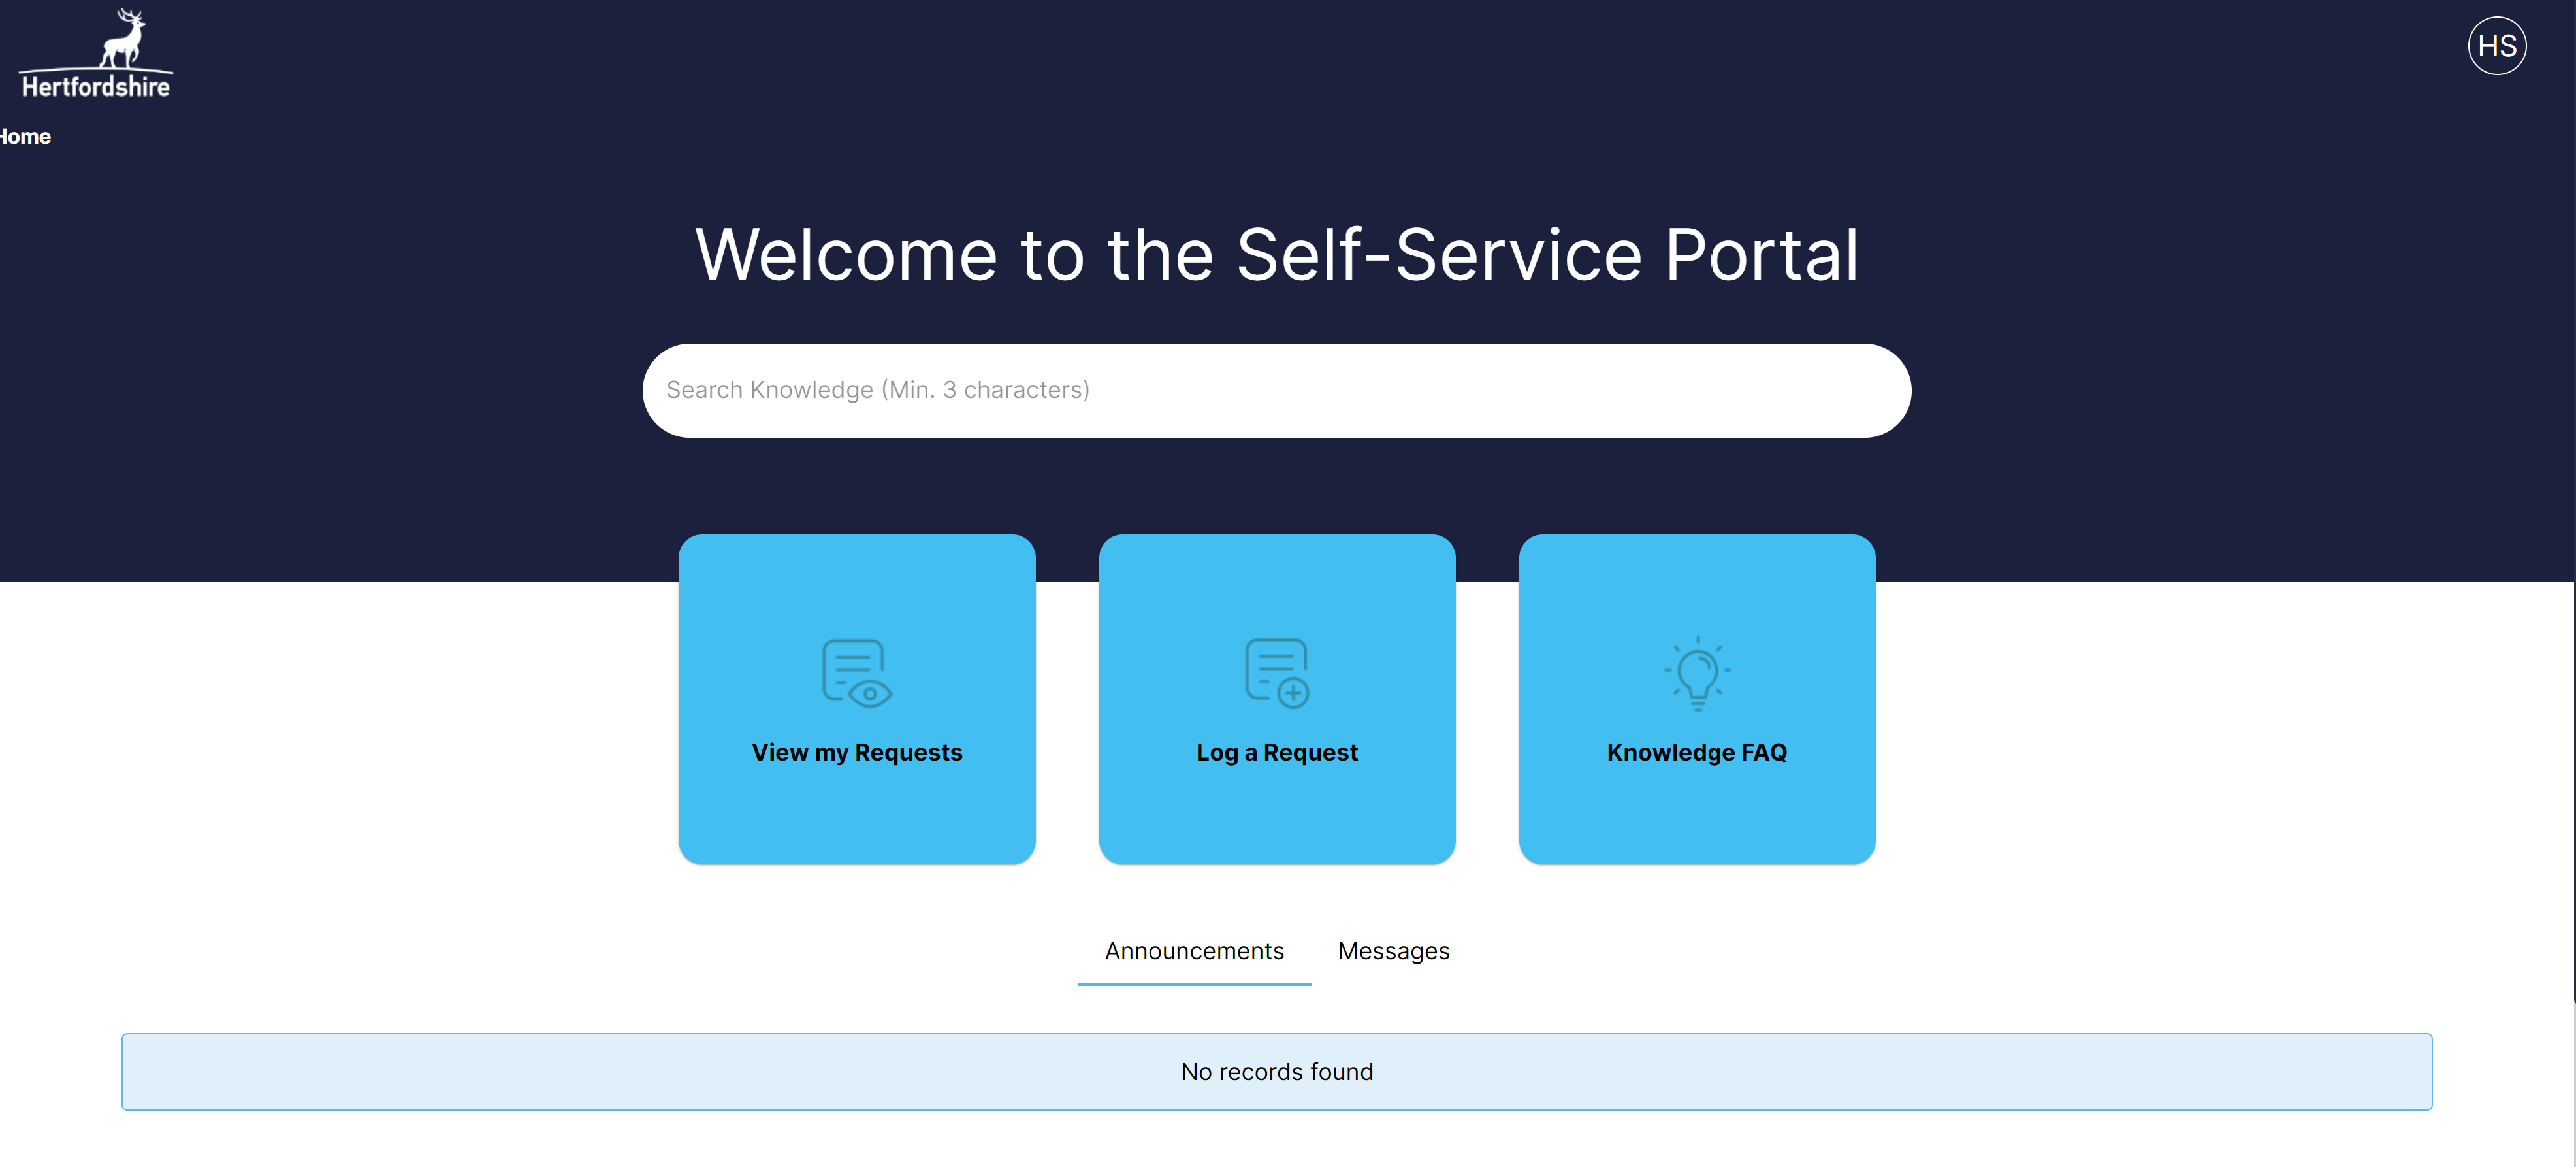 Hertfordshire
HS
Home
Welcome to the Self-Service Portal
Search Knowledge (Min. 3 characters)
View my Requests
Log a Request
Knowledge FAQ
Announcements
Messages
No records found